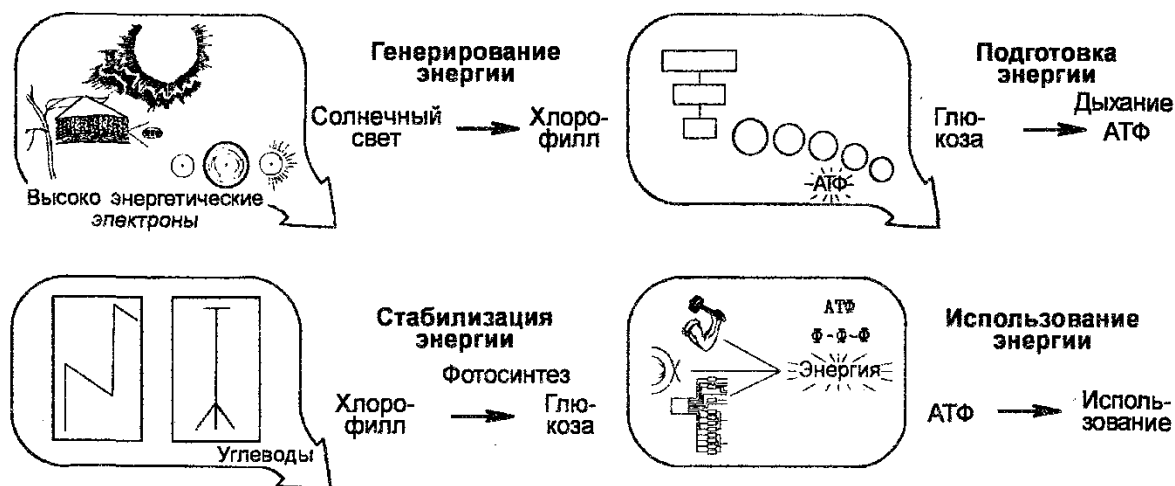 Генерирование
энергии
Солнечный
свет
Хлоро-
филл
Высоко энергетические
электроны
Подготовка
энергии
Глю-
коза
Дыхание
АТФ
АТФ
Стабилизация
энергии
Фотосинтез
Хлоро-
филл
Глю-
коза
Углеводы
Использование
энергии
АТФ
Ф-Ф~Ф
Энергия
АТФ
Исполь-
зование